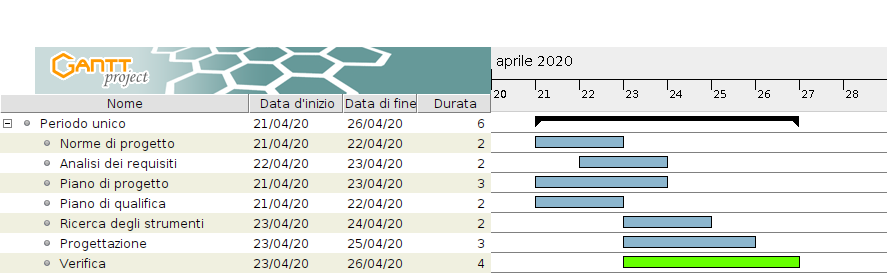 GANTT
project
aprile 2020
20 21 22 23 24 25 26 27 28
Nome Data d'inizio Data di fine Durata
Periodo unico 21/04/20 26/04/20 6
Norme di progetto 21/04/20 22/04/20 2
Analisi dei requisiti 22/04/20 23/04/20 2
Piano di progetto 21/04/20 23/04/20 3
Piano di qualifica 21/04/20 22/04/20 2
Ricerca degli strumenti 23/04/20 24/04/20 2
Progettazione 23/04/20 25/04/20 3
Verifica 23/04/20 26/04/20 4